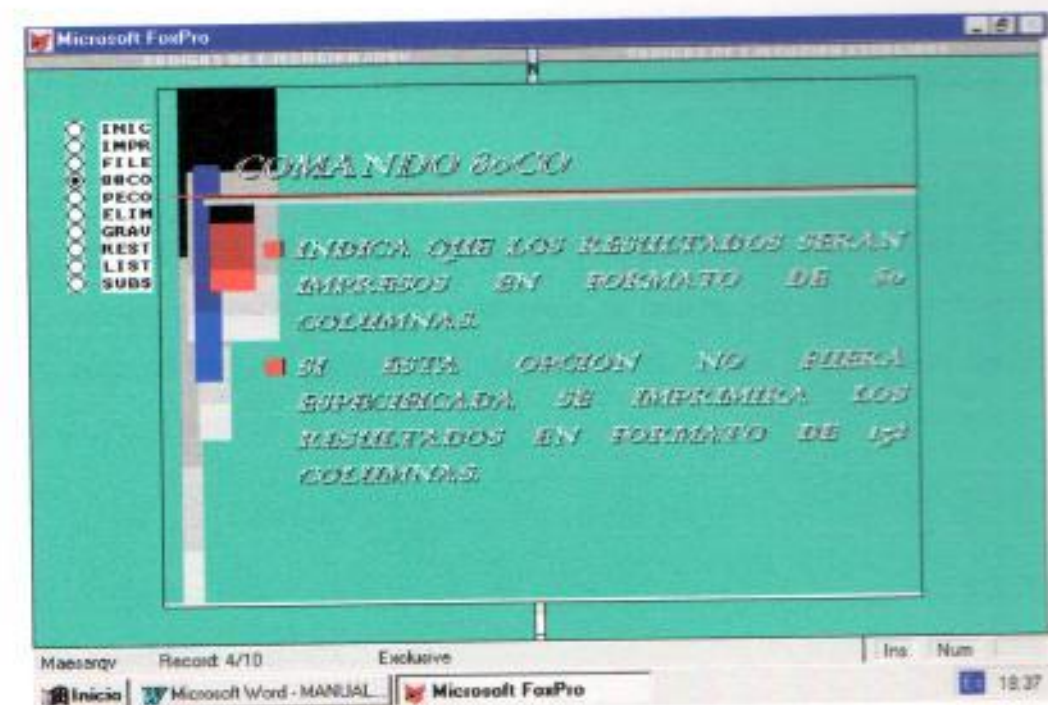 Microsoft FoxPro
INIC
IMPR
FILE
80CO
PECO
ELIM
GRAU
REST
LIST
SUBS
COMANDO 80CO
INDICA QUE LOS RESULTADOS SERAN
IMPRESOS EN FORMATO DE 80
COLUMNAS.
SI ESTA OPCION NO FUERA
ESPECIFICADA SE IMPRIMIRA LOS
RESULTADOS EN FORMATO DE 132
COLUMNAS.
Maesarqv Record: 4/10 Exclusive Ins Num
Inicio Microsoft Word - MANUAL... Microsoft FoxPro Es 18:37